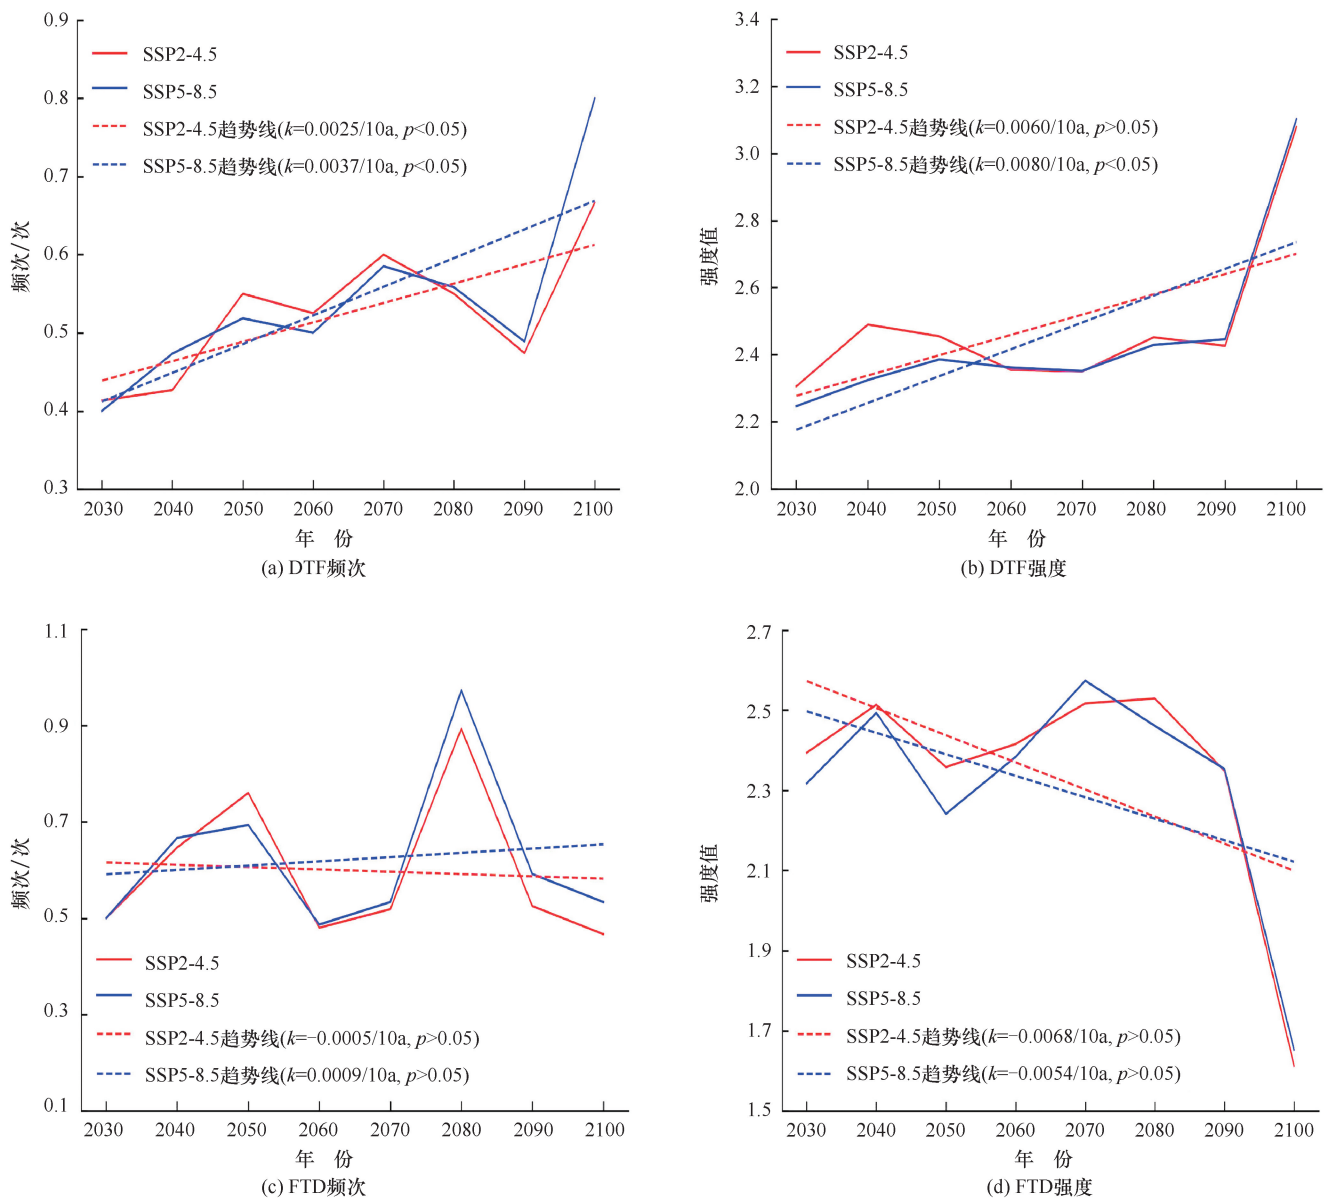 0.9
0.8
0.7
0.6
0.5
0.4
0.3
频次/次
SSP2-4.5
SSP5-8.5
SSP2-4.5趋势线(k=0.0025/10a, p<0.05)
SSP5-8.5趋势线(k=0.0037/10a, p<0.05)
2030 2040 2050 2060 2070 2080 2090 2100
年 份
(a) DTF频次
3.4
3.2
3.0
2.8
2.6
2.4
2.2
2.0
强度值
SSP2-4.5
SSP5-8.5
SSP2-4.5趋势线(k=0.0060/10a, p>0.05)
SSP5-8.5趋势线(k=0.0080/10a, p<0.05)
2030 2040 2050 2060 2070 2080 2090 2100
年 份
(b) DTF强度
1.1
0.9
0.7
0.5
0.3
0.1
频次/次
SSP2-4.5
SSP5-8.5
SSP2-4.5趋势线(k=−0.0005/10a, p>0.05)
SSP5-8.5趋势线(k=0.0009/10a, p>0.05)
2030 2040 2050 2060 2070 2080 2090 2100
年 份
(c) FTD频次
2.7
2.5
2.3
2.1
1.9
1.7
1.5
强度值
SSP2-4.5
SSP5-8.5
SSP2-4.5趋势线(k=−0.0068/10a, p>0.05)
SSP5-8.5趋势线(k=−0.0054/10a, p>0.05)
2030 2040 2050 2060 2070 2080 2090 2100
年 份
(d) FTD强度